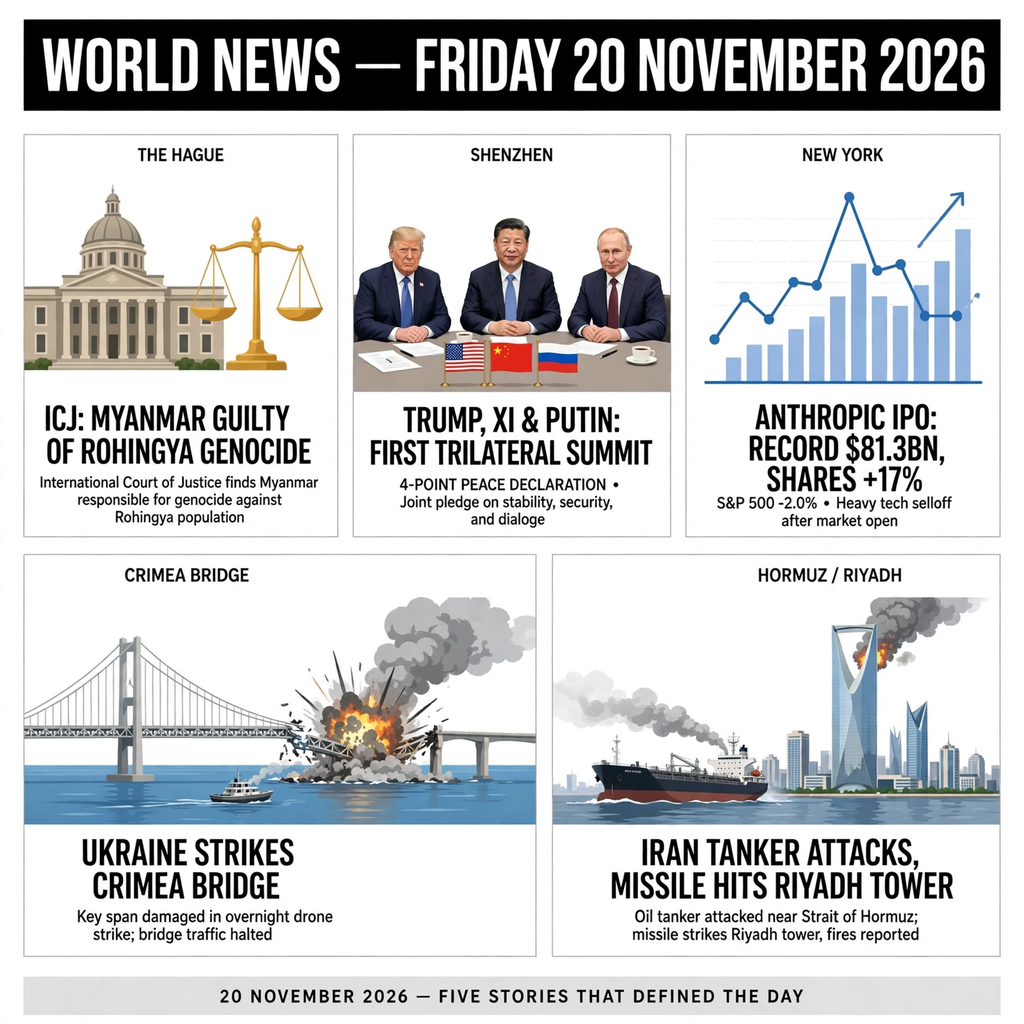 WORLD NEWS — FRIDAY 20 NOVEMBER 2026
THE HAGUE
ICJ: MYANMAR GUILTY
OF ROHINGYA GENOCIDE
International Court of Justice finds Myanmar
responsible for genocide against
Rohingya population
SHENZHEN
TRUMP, XI & PUTIN:
FIRST TRILATERAL SUMMIT
4-POINT PEACE DECLARATION •
Joint pledge on stability, security,
and dialoge
NEW YORK
ANTHROPIC IPO:
RECORD $81.3BN,
SHARES +17%
S&P 500 -2.0% • Heavy tech selloff
after market open
CRIMEA BRIDGE
UKRAINE STRIKES
CRIMEA BRIDGE
Key span damaged in overnight drone
strike; bridge traffic halted
HORMUZ / RIYADH
IRAN TANKER ATTACKS,
MISSILE HITS RIYADH TOWER
Oil tanker attacked near Strait of Hormuz;
missile strikes Riyadh tower, fires reported
20 NOVEMBER 2026 — FIVE STORIES THAT DEFINED THE DAY